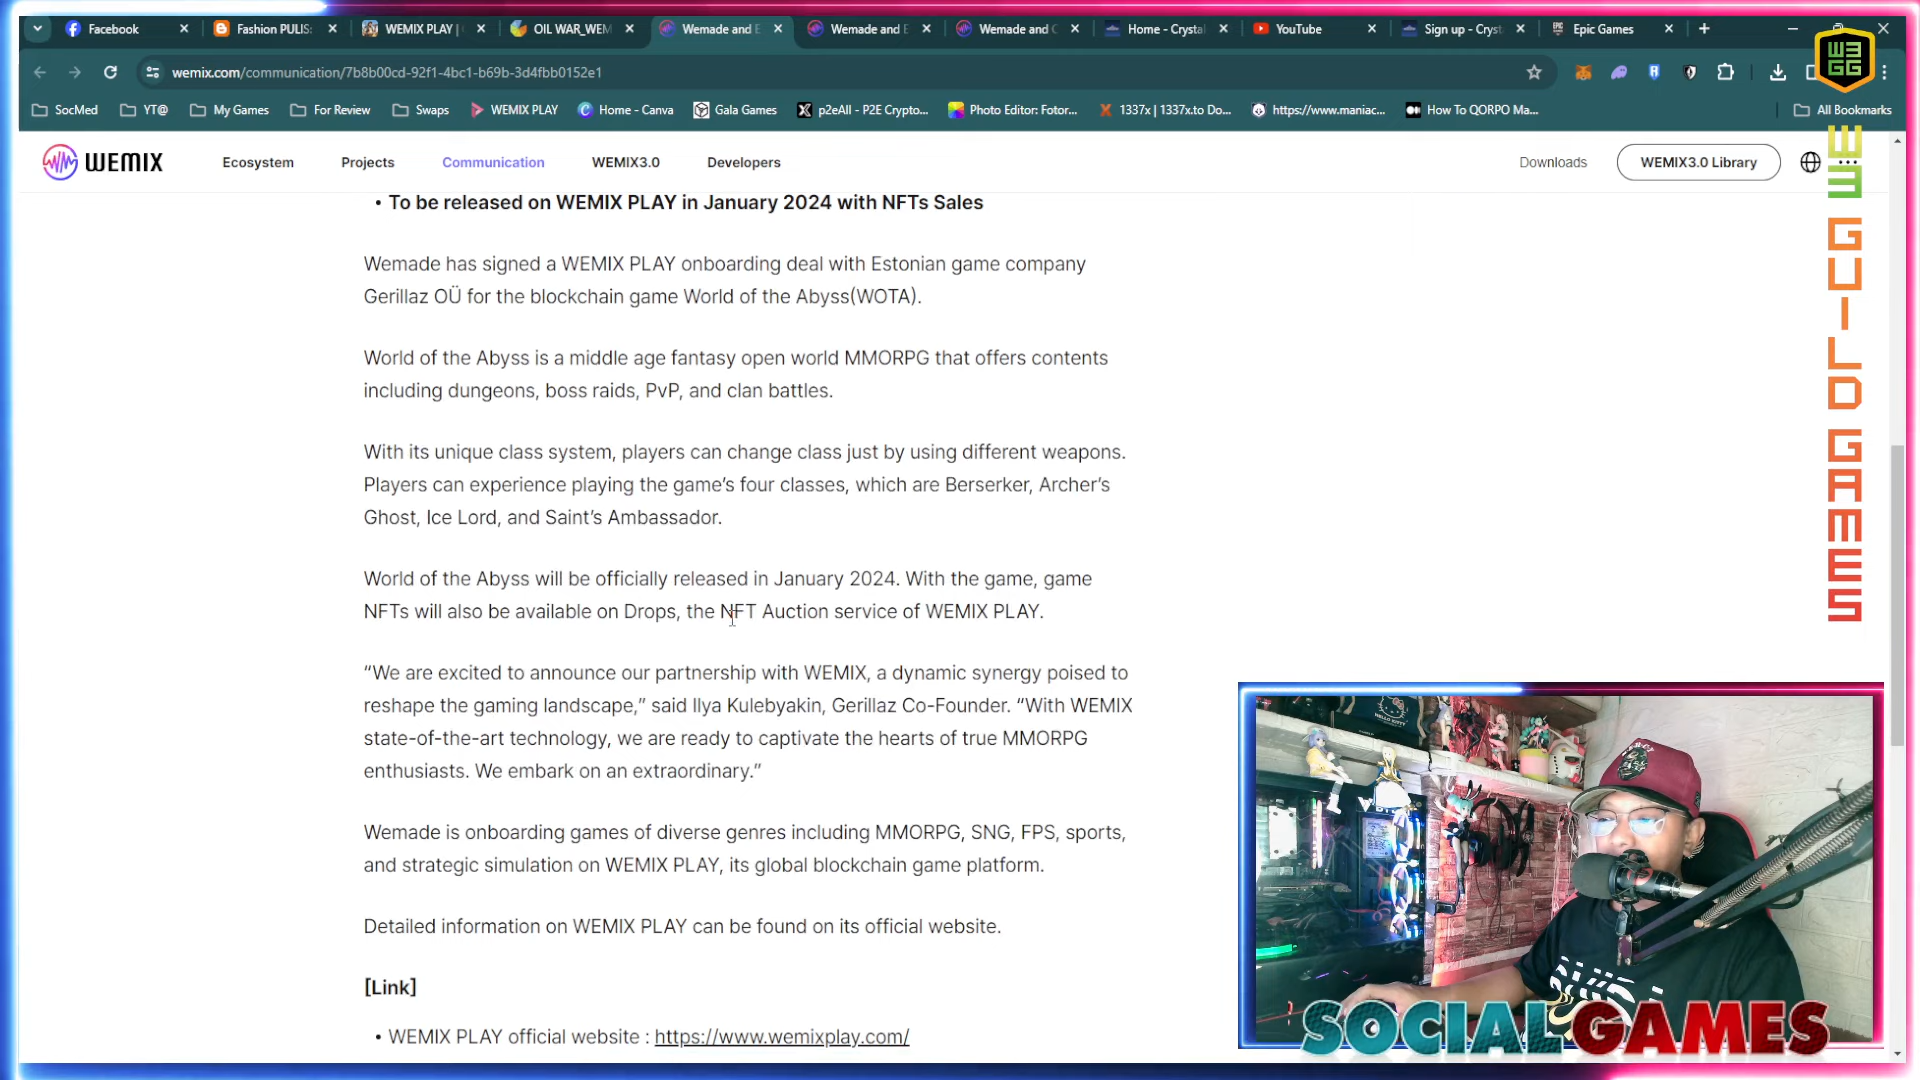 Facebook
Fashion PULIS:
WEMIX PLAY |
OIL WAR_WEM
Wemade and E
Wemade and E
Wemade and C
Home - Crystal
YouTube
Sign up - Cryst
Epic Games
wemix.com/communication/7b8b00cd-92f1-4bc1-b69b-3d4fbb0152e1
SocMed
YT@
My Games
For Review
Swaps
WEMIX PLAY
Home - Canva
Gala Games
p2eAll - P2E Crypto...
Photo Editor: Fotor...
1337x | 1337x.to Do...
https://www.maniac...
How To QORPO Ma...
All Bookmarks
WEMIX
Ecosystem
Projects
Communication
WEMIX3.0
Developers
Downloads
WEMIX3.0 Library
• To be released on WEMIX PLAY in January 2024 with NFTs Sales
Wemade has signed a WEMIX PLAY onboarding deal with Estonian game company
Gerillaz OÜ for the blockchain game World of the Abyss(WOTA).
World of the Abyss is a middle age fantasy open world MMORPG that offers contents
including dungeons, boss raids, PvP, and clan battles.
With its unique class system, players can change class just by using different weapons.
Players can experience playing the game’s four classes, which are Berserker, Archer’s
Ghost, Ice Lord, and Saint’s Ambassador.
World of the Abyss will be officially released in January 2024. With the game, game
NFTs will also be available on Drops, the NFT Auction service of WEMIX PLAY.
“We are excited to announce our partnership with WEMIX, a dynamic synergy poised to
reshape the gaming landscape,” said Ilya Kulebyakin, Gerillaz Co-Founder. “With WEMIX
state-of-the-art technology, we are ready to captivate the hearts of true MMORPG
enthusiasts. We embark on an extraordinary.”
Wemade is onboarding games of diverse genres including MMORPG, SNG, FPS, sports,
and strategic simulation on WEMIX PLAY, its global blockchain game platform.
Detailed information on WEMIX PLAY can be found on its official website.
[Link]
• WEMIX PLAY official website : https://www.wemixplay.com/
W3
GG
W3 GUILD GAMES
SOCIAL GAMES